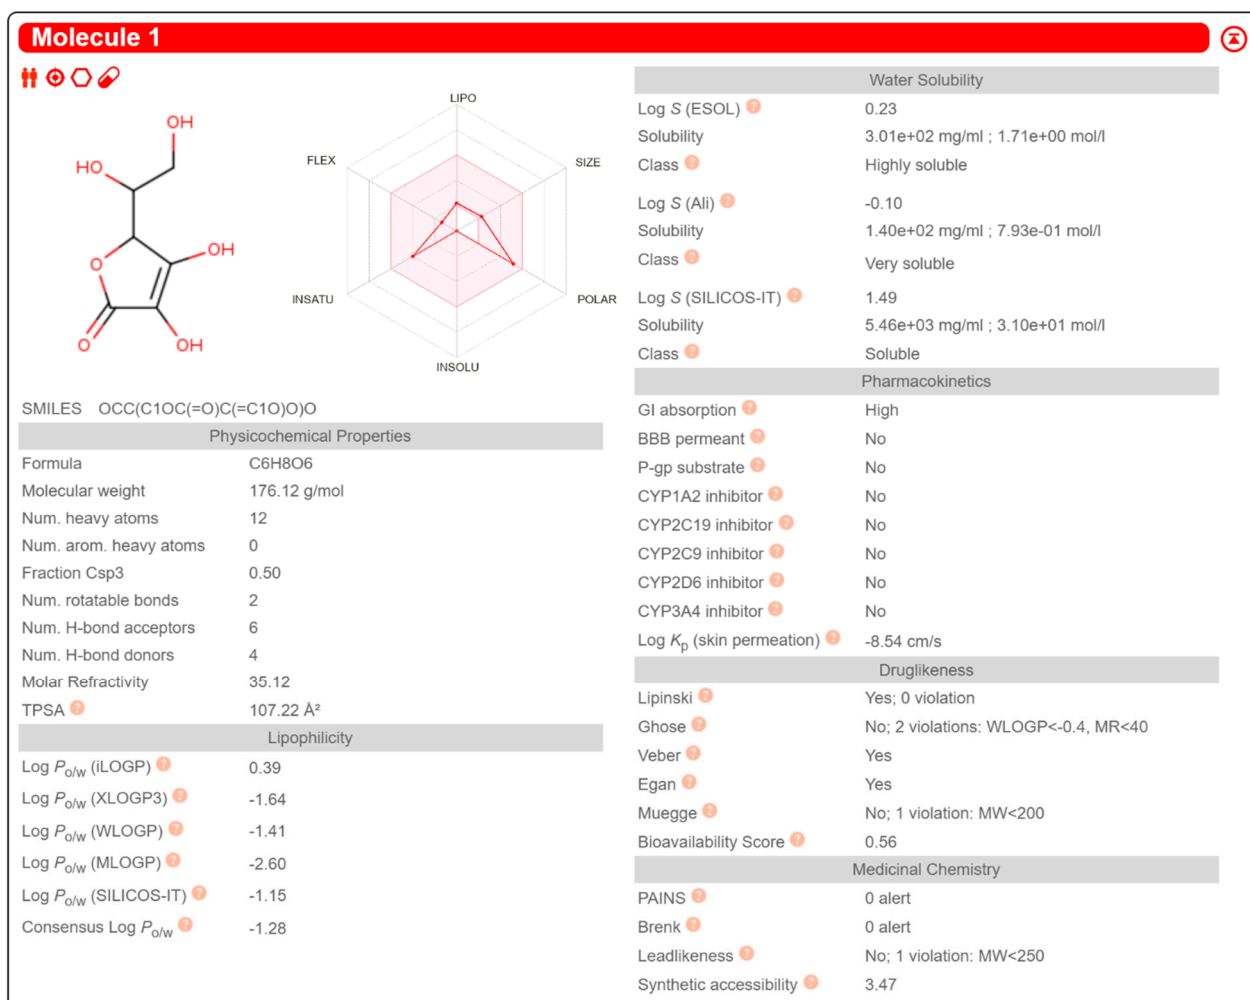 Molecule 1
OH
HO
OH
O
O
OH
LIPO
FLEX
SIZE
INSATU
POLAR
INSOLU
SMILES OCC(C1OC(=O)C(=C1O)O)O
Physicochemical Properties
Formula C6H8O6
Molecular weight 176.12 g/mol
Num. heavy atoms 12
Num. arom. heavy atoms 0
Fraction Csp3 0.50
Num. rotatable bonds 2
Num. H-bond acceptors 6
Num. H-bond donors 4
Molar Refractivity 35.12
TPSA ? 107.22 Å²
Lipophilicity
Log Po/w (iLOGP) ? 0.39
Log Po/w (XLOGP3) ? -1.64
Log Po/w (WLOGP) ? -1.41
Log Po/w (MLOGP) ? -2.60
Log Po/w (SILICOS-IT) ? -1.15
Consensus Log Po/w ? -1.28
Water Solubility
Log S (ESOL) ? 0.23
Solubility 3.01e+02 mg/ml ; 1.71e+00 mol/l
Class ? Highly soluble
Log S (Ali) ? -0.10
Solubility 1.40e+02 mg/ml ; 7.93e-01 mol/l
Class ? Very soluble
Log S (SILICOS-IT) ? 1.49
Solubility 5.46e+03 mg/ml ; 3.10e+01 mol/l
Class ? Soluble
Pharmacokinetics
GI absorption ? High
BBB permeant ? No
P-gp substrate ? No
CYP1A2 inhibitor ? No
CYP2C19 inhibitor ? No
CYP2C9 inhibitor ? No
CYP2D6 inhibitor ? No
CYP3A4 inhibitor ? No
Log Kp (skin permeation) ? -8.54 cm/s
Druglikeness
Lipinski ? Yes; 0 violation
Ghose ? No; 2 violations: WLOGP<-0.4, MR<40
Veber ? Yes
Egan ? Yes
Muegge ? No; 1 violation: MW<200
Bioavailability Score ? 0.56
Medicinal Chemistry
PAINS ? 0 alert
Brenk ? 0 alert
Leadlikeness ? No; 1 violation: MW<250
Synthetic accessibility ? 3.47